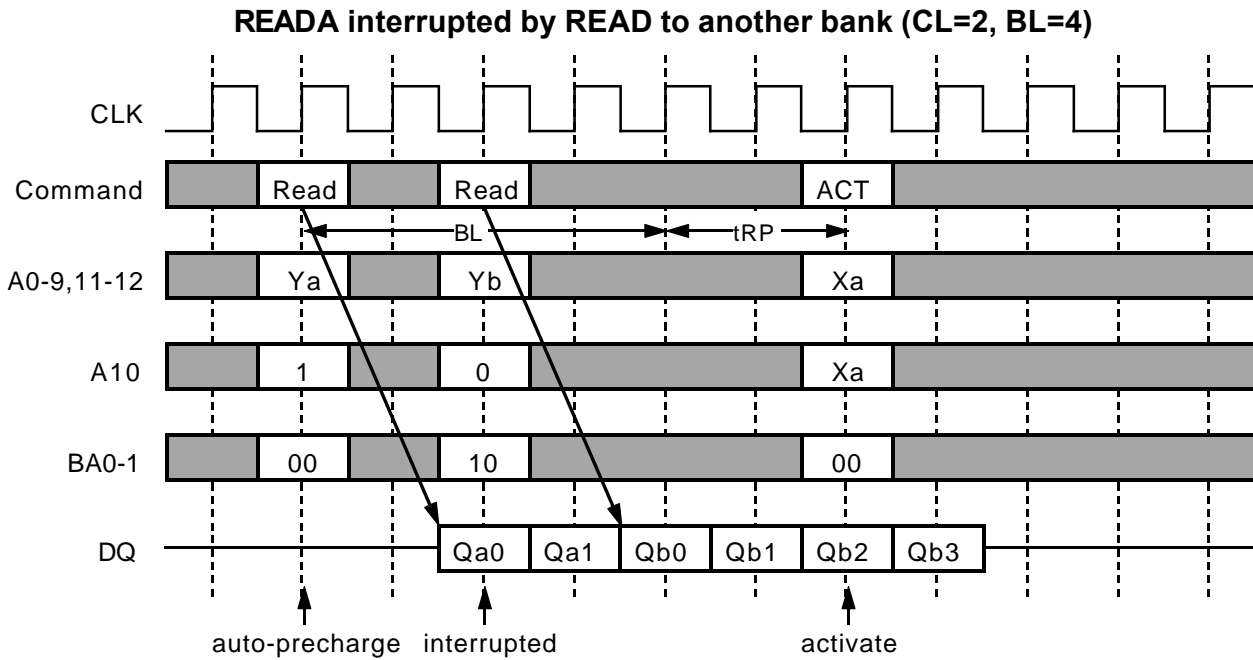 READA interrupted by READ to another bank (CL=2, BL=4)
CLK
Command Read Read ACT
BL tRP
A0-9,11-12 Ya Yb Xa
A10 1 0 Xa
BA0-1 00 10 00
DQ Qa0 Qa1 Qb0 Qb1 Qb2 Qb3
auto-precharge interrupted activate